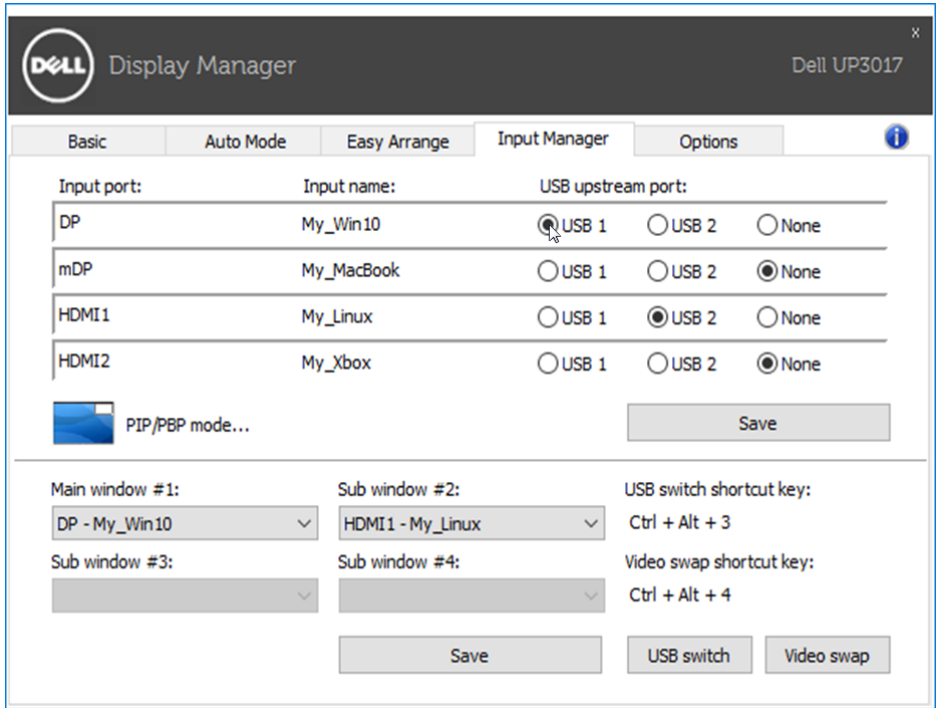 x
DELL Display Manager Dell UP3017
Basic Auto Mode Easy Arrange Input Manager Options i
Input port: Input name: USB upstream port:
DP My_Win10 USB 1 USB 2 None
mDP My_MacBook USB 1 USB 2 None
HDMI1 My_Linux USB 1 USB 2 None
HDMI2 My_Xbox USB 1 USB 2 None
PIP/PBP mode... Save
Main window #1: Sub window #2: USB switch shortcut key:
DP - My_Win10 HDMI1 - My_Linux Ctrl + Alt + 3
Sub window #3: Sub window #4: Video swap shortcut key:
Ctrl + Alt + 4
Save USB switch Video swap